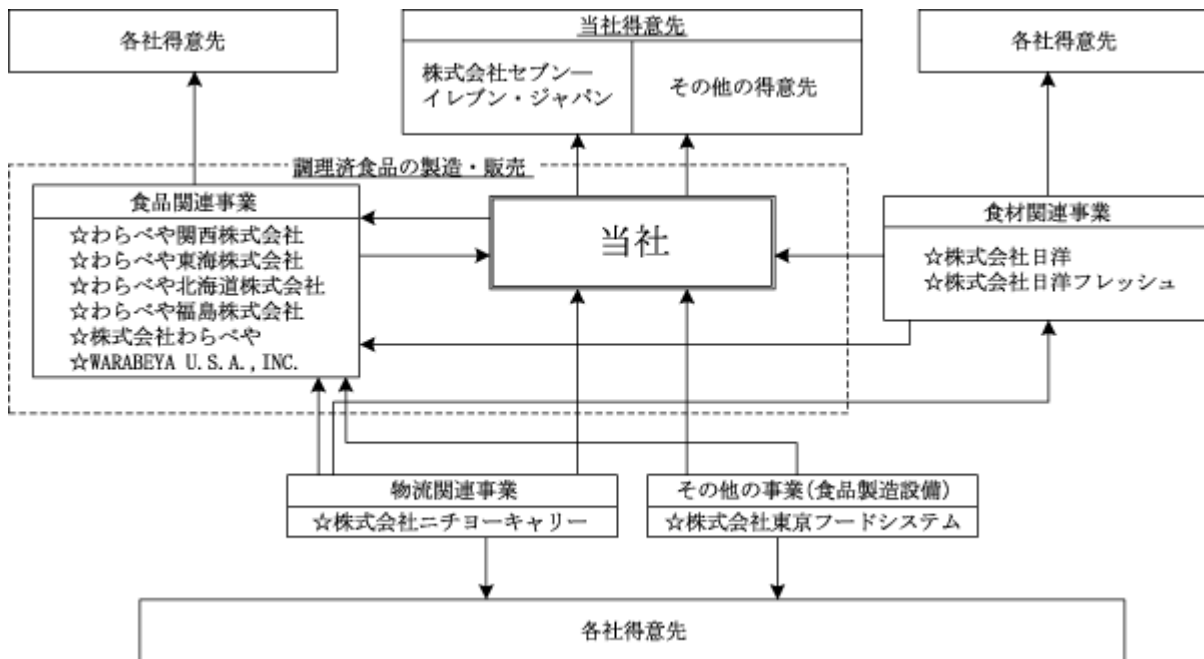 各社得意先
当社得意先
株式会社セブン―
イレブン・ジャパン
その他の得意先
各社得意先
調理済食品の製造・販売
食品関連事業
☆わらべや関西株式会社
☆わらべや東海株式会社
☆わらべや北海道株式会社
☆わらべや福島株式会社
☆株式会社わらべや
☆WARABEYA U.S.A.,INC.
当社
食材関連事業
☆株式会社日洋
☆株式会社日洋フレッシュ
物流関連事業
☆株式会社ニチヨーキャリー
その他の事業(食品製造設備)
☆株式会社東京フードシステム
各社得意先